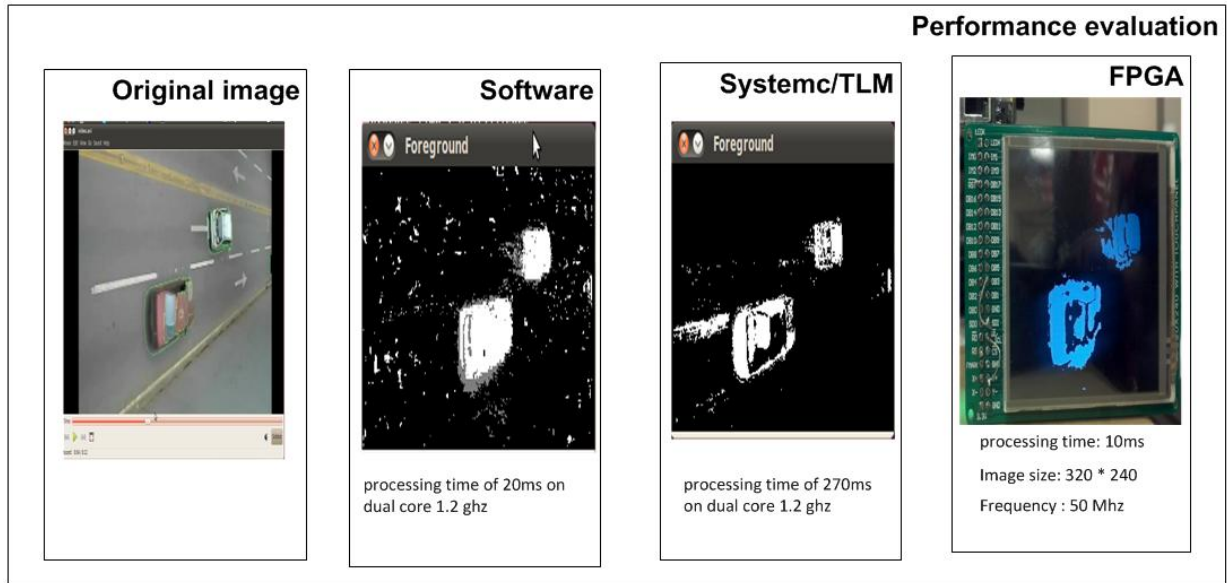 Performance evaluation
Original image
Software
Systemc/TLM
FPGA
Foreground
Foreground
processing time of 20ms on
dual core 1.2 ghz
processing time of 270ms
on dual core 1.2 ghz
processing time: 10ms
Image size: 320 * 240
Frequency : 50 Mhz